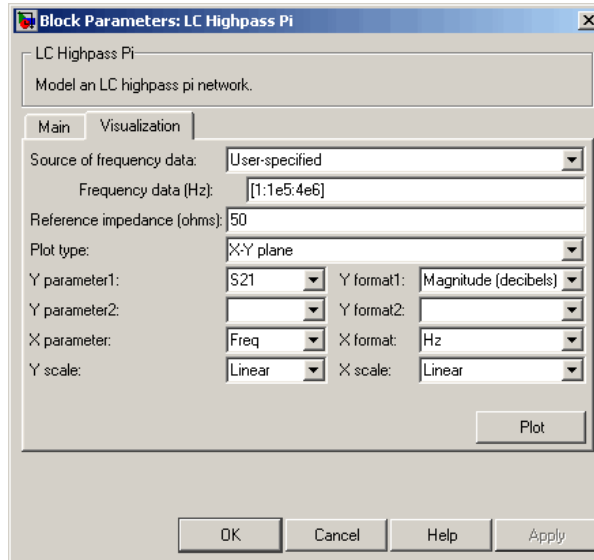 Block Parameters: LC Highpass Pi
LC Highpass Pi
Model an LC highpass pi network.
Main Visualization
Source of frequency data: User-specified
Frequency data (Hz): [1:1e5:4e6]
Reference impedance (ohms): 50
Plot type: X-Y plane
Y parameter1: S21 Y format1: Magnitude (decibels)
Y parameter2: Y format2:
X parameter: Freq X format: Hz
Y scale: Linear X scale: Linear
Plot
OK Cancel Help Apply